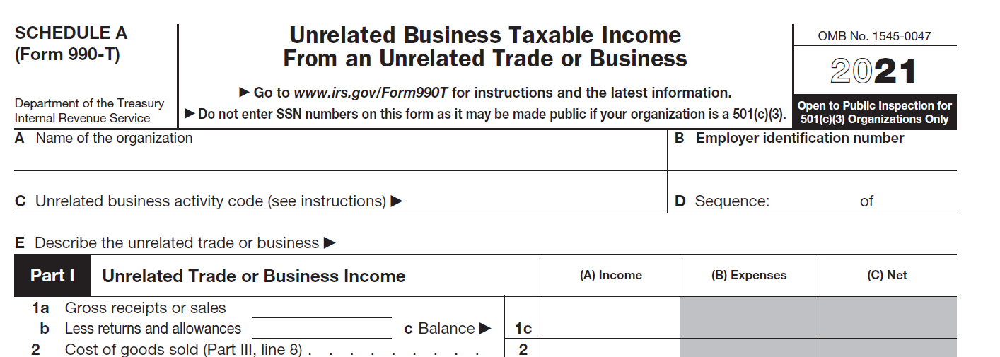 SCHEDULE A
(Form 990-T)
Department of the Treasury
Internal Revenue Service
Unrelated Business Taxable Income
From an Unrelated Trade or Business
▶ Go to www.irs.gov/Form990T for instructions and the latest information.
▶ Do not enter SSN numbers on this form as it may be made public if your organization is a 501(c)(3).
OMB No. 1545-0047
2021
Open to Public Inspection for
501(c)(3) Organizations Only
A Name of the organization
B Employer identification number
C Unrelated business activity code (see instructions) ▶
D Sequence: of
E Describe the unrelated trade or business ▶
Part I Unrelated Trade or Business Income (A) Income (B) Expenses (C) Net
1a Gross receipts or sales
b Less returns and allowances c Balance ▶ 1c
2 Cost of goods sold (Part III, line 8) . . . . . . . . . 2